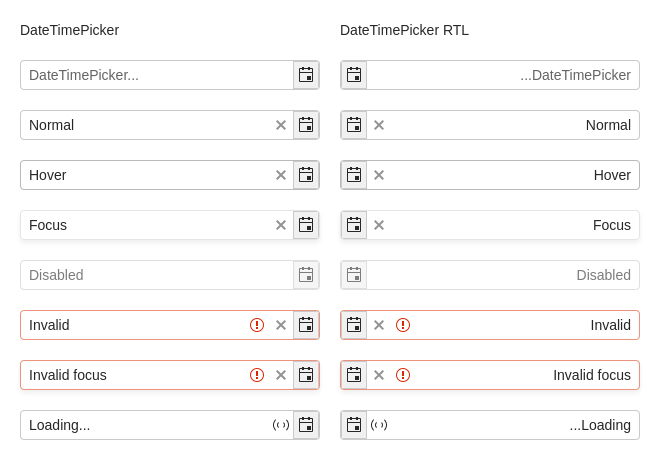 DateTimePicker
DateTimePicker RTL
DateTimePicker...
...DateTimePicker
Normal
Normal
Hover
Hover
Focus
Focus
Disabled
Disabled
Invalid
Invalid
Invalid focus
Invalid focus
Loading...
...Loading